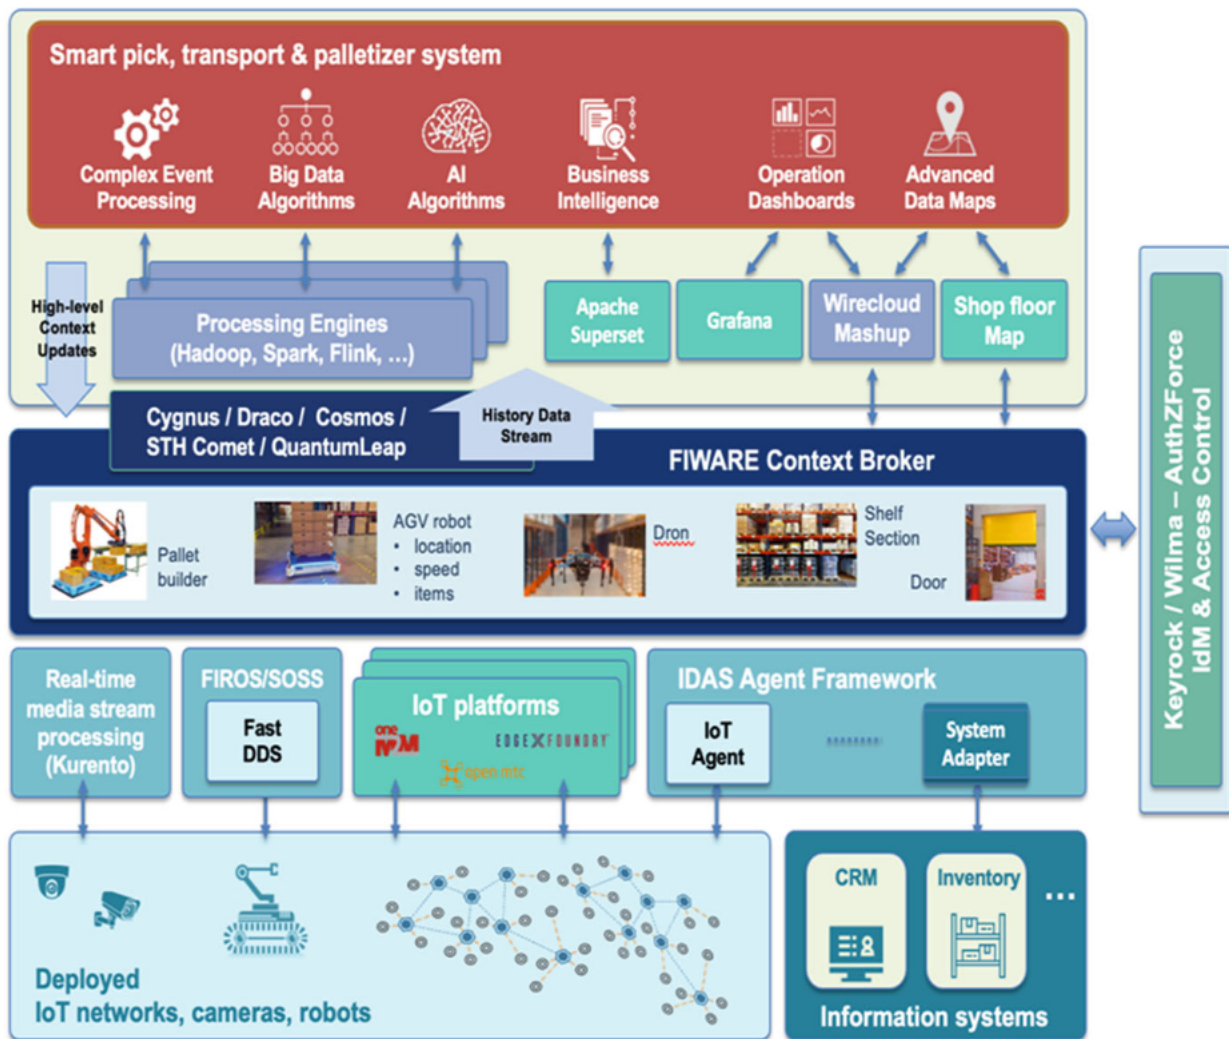 Smart pick, transport & palletizer system
Complex Event
Processing
Big Data
Algorithms
AI
Algorithms
Business
Intelligence
Operation
Dashboards
Advanced
Data Maps
High-level
Context
Updates
Processing Engines
(Hadoop, Spark, Flink, …)
Apache
Superset
Grafana
Wirecloud
Mashup
Shop floor
Map
Cygnus / Draco / Cosmos /
STH Comet / QuantumLeap
History Data
Stream
FIWARE Context Broker
Pallet
builder
AGV robot
• location
• speed
• items
Dron
Shelf
Section
Door
Keyrock / Wilma – AuthZForce
IdM & Access Control
Real-time
media stream
processing
(Kurento)
FIROS/SOSS
Fast
DDS
IoT platforms
one
M2M
EDGE X FOUNDRY
open mtc
IDAS Agent Framework
IoT
Agent
System
Adapter
Deployed
IoT networks, cameras, robots
CRM
Inventory
...
Information systems